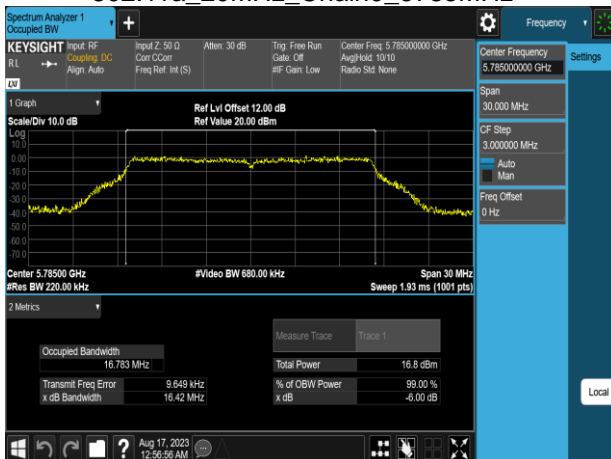 Spectrum Analyzer 1
Occupied BW
+
Frequency
KEYSIGHT
RL
LXI
Input: RF
Coupling: DC
Align: Auto
Input Z: 50 Ω
Corr CCorr
Freq Ref: Int (S)
Atten: 30 dB
Trig: Free Run
Gate: Off
#IF Gain: Low
Center Freq: 5.785000000 GHz
Avg|Hold: 10/10
Radio Std: None
Center Frequency
5.785000000 GHz
Settings
Span
30.000 MHz
CF Step
3.000000 MHz
Auto
Man
Freq Offset
0 Hz
Local
1 Graph
Scale/Div 10.0 dB
Ref Lvl Offset 12.00 dB
Ref Value 20.00 dBm
Log
10.0
0.00
-10.0
-20.0
-30.0
-40.0
-50.0
-60.0
-70.0
Center 5.78500 GHz
#Res BW 220.00 kHz
#Video BW 680.00 kHz
Span 30 MHz
Sweep 1.93 ms (1001 pts)
2 Metrics
Measure Trace Trace 1
Occupied Bandwidth
16.783 MHz
Total Power 16.8 dBm
Transmit Freq Error 9.649 kHz
% of OBW Power 99.00 %
x dB Bandwidth 16.42 MHz
x dB -6.00 dB
?
Aug 17, 2023
12:56:56 AM